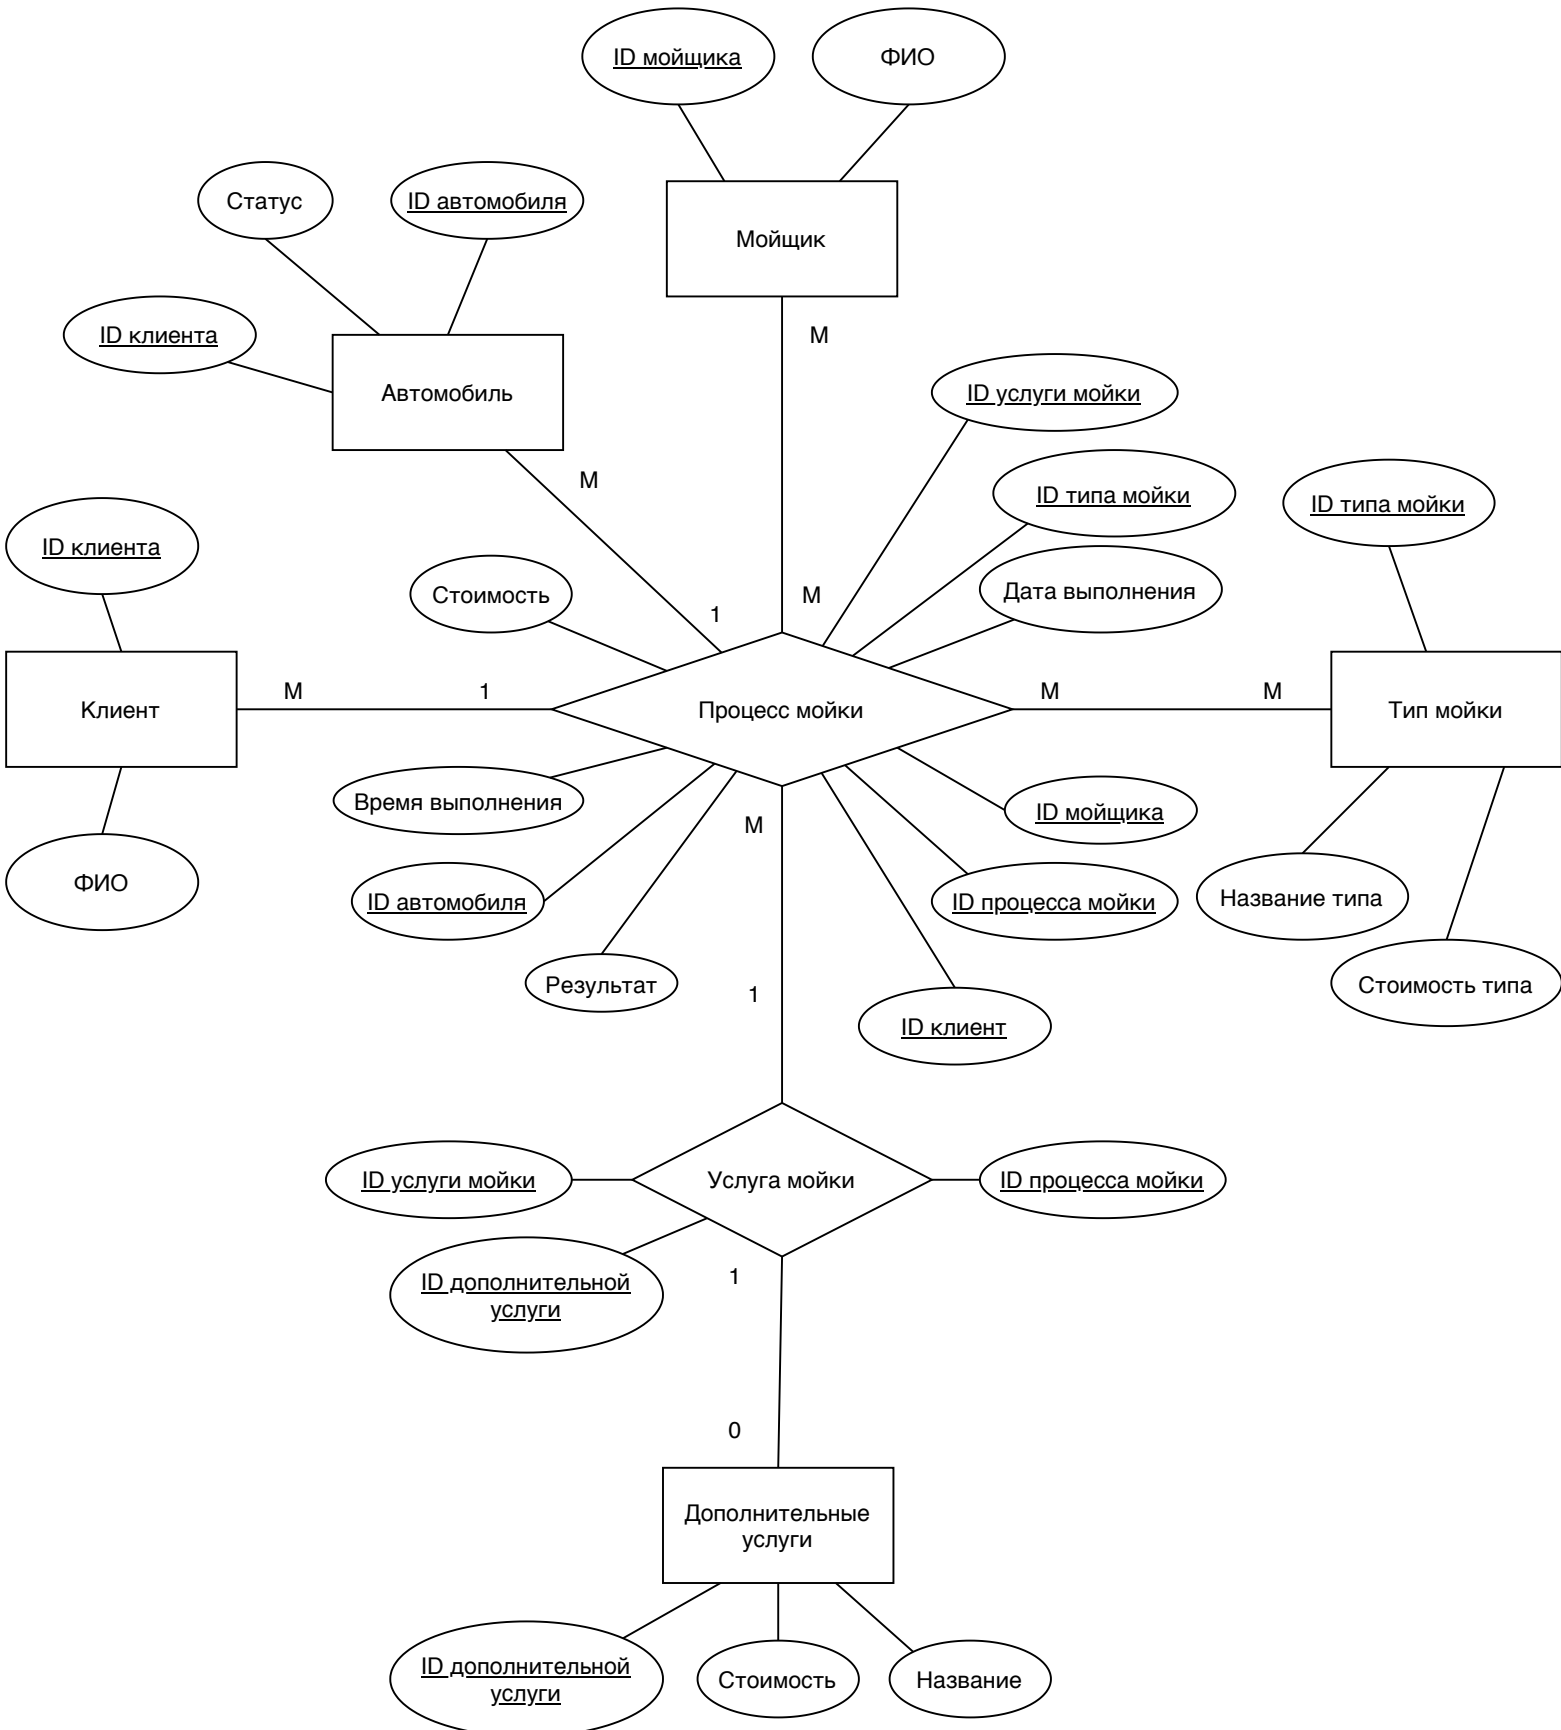 ID мойщика
ФИО
Статус
ID автомобиля
Мойщик
ID клиента
М
Автомобиль
ID услуги мойки
М
ID типа мойки
ID типа мойки
ID клиента
Стоимость
1
М
Дата выполнения
Клиент
М
1
Процесс мойки
М
М
Тип мойки
Время выполнения
М
ID мойщика
ФИО
ID автомобиля
ID процесса мойки
Название типа
Результат
1
ID клиент
Стоимость типа
ID услуги мойки
Услуга мойки
ID процесса мойки
ID дополнительной
услуги
1
0
Дополнительные
услуги
ID дополнительной
услуги
Стоимость
Название